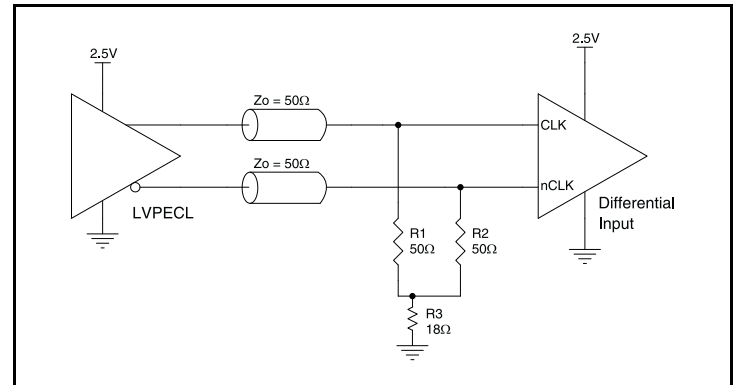 2.5V
2.5V
Zo = 50Ω
CLK
Zo = 50Ω
nCLK
LVPECL
Differential
Input
R1
50Ω
R2
50Ω
R3
18Ω